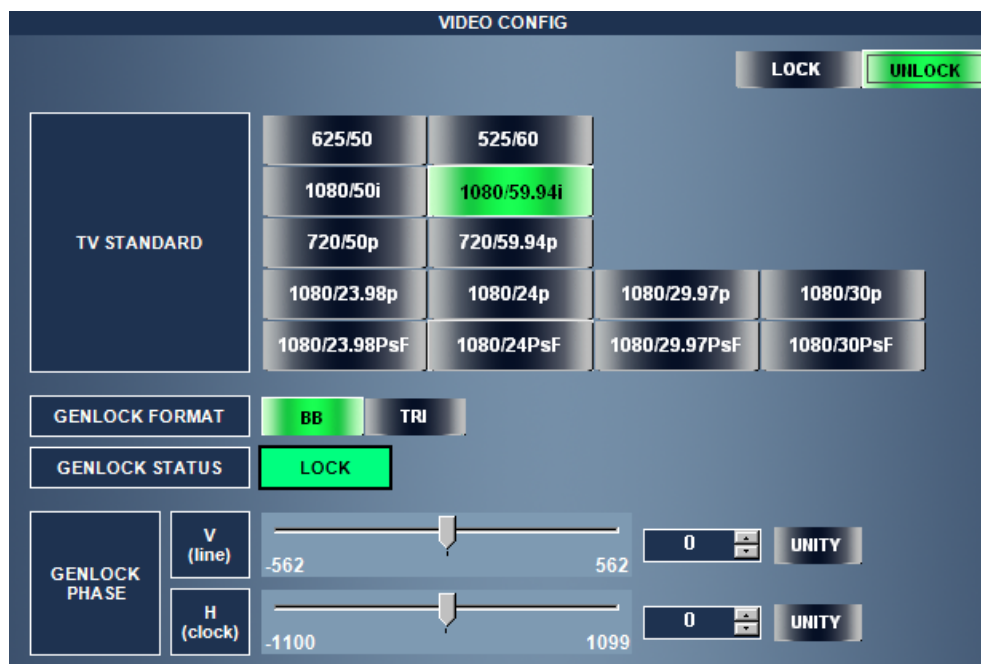 VIDEO CONFIG
LOCK UNLOCK
TV STANDARD
625/50 525/60
1080/50i 1080/59.94i
720/50p 720/59.94p
1080/23.98p 1080/24p 1080/29.97p 1080/30p
1080/23.98PsF 1080/24PsF 1080/29.97PsF 1080/30PsF
GENLOCK FORMAT BB TRI
GENLOCK STATUS LOCK
GENLOCK
PHASE
V
(line)
-562 562 0 UNITY
H
(clock)
-1100 1099 0 UNITY